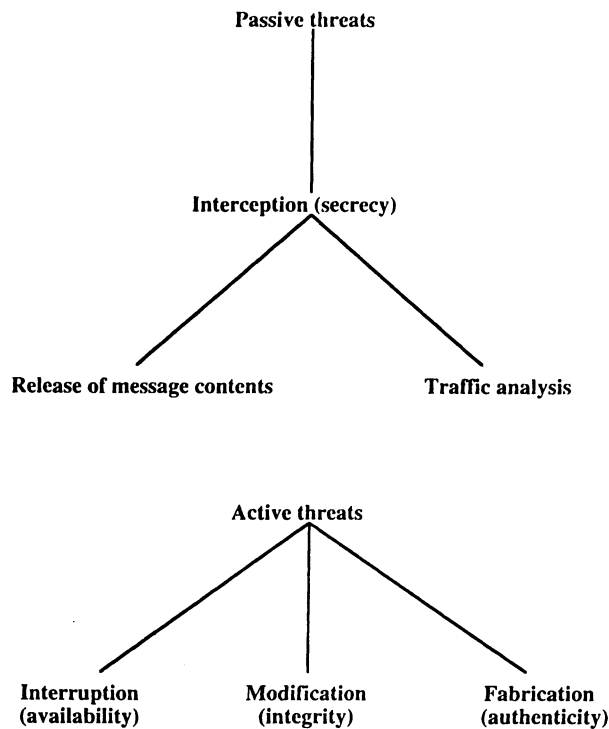 Passive threats
Interception (secrecy)
Release of message contents
Traffic analysis
Active threats
Interruption
(availability)
Modification
(integrity)
Fabrication
(authenticity)